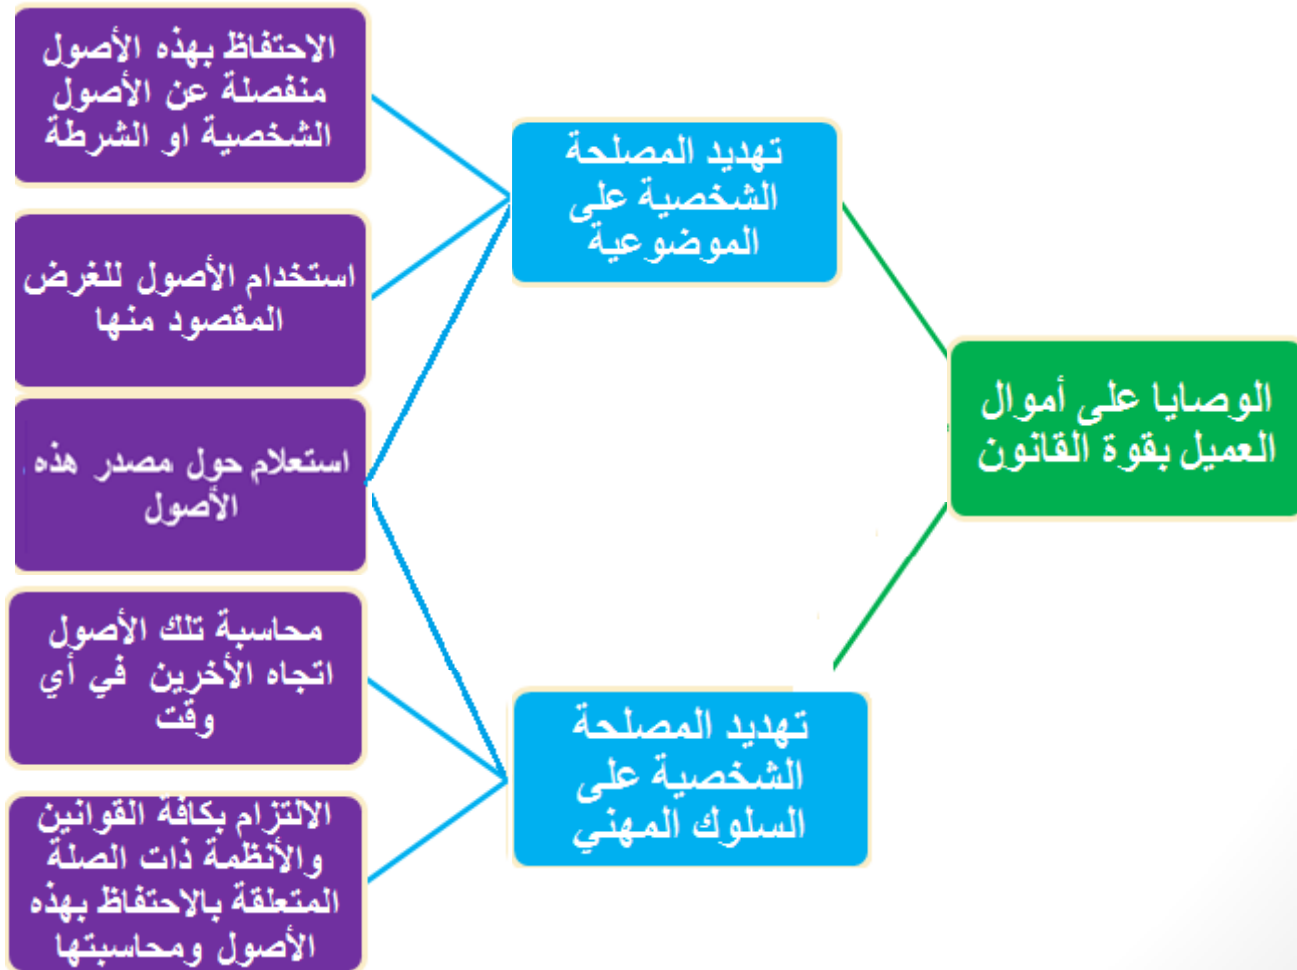 الوصايا على أموال
العميل بقوة القانون
تهديد المصلحة
الشخصية على
الموضوعية
تهديد المصلحة
الشخصية على
السلوك المهني
الاحتفاظ بهذه الأصول
منفصلة عن الأصول
الشخصية او الشرطة
استخدام الأصول للغرض
المقصود منها
استعلام حول مصدر هذه
الأصول
محاسبة تلك الأصول
اتجاه الأخرين في أي
وقت
الالتزام بكافة القوانين
والأنظمة ذات الصلة
المتعلقة بالاحتفاظ بهذه
الأصول ومحاسبتها